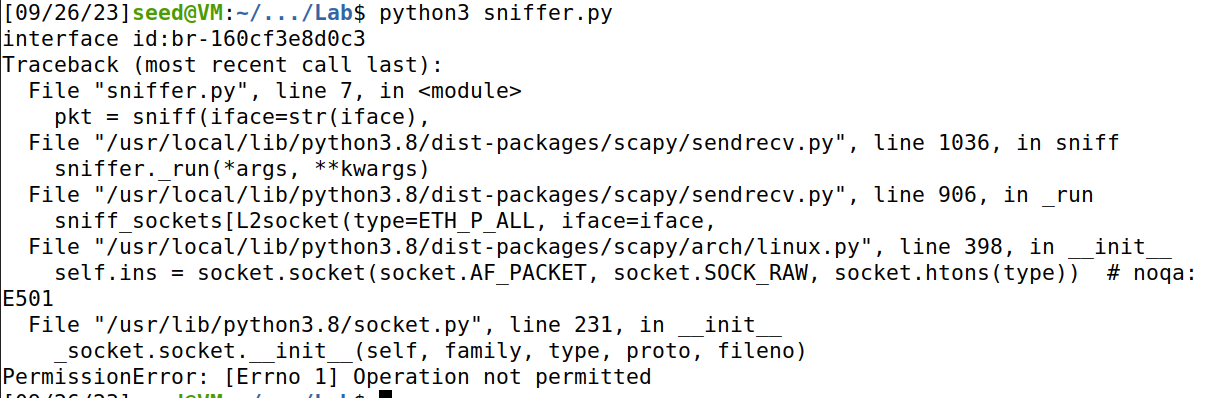 [09/26/23]seed@VM:~/.../Lab$ python3 sniffer.py
interface id:br-160cf3e8d0c3
Traceback (most recent call last):
  File "sniffer.py", line 7, in <module>
    pkt = sniff(iface=str(iface),
  File "/usr/local/lib/python3.8/dist-packages/scapy/sendrecv.py", line 1036, in sniff
    sniffer._run(*args, **kwargs)
  File "/usr/local/lib/python3.8/dist-packages/scapy/sendrecv.py", line 906, in _run
    sniff_sockets[L2socket(type=ETH_P_ALL, iface=iface,
  File "/usr/local/lib/python3.8/dist-packages/scapy/arch/linux.py", line 398, in __init__
    self.ins = socket.socket(socket.AF_PACKET, socket.SOCK_RAW, socket.htons(type))  # noqa:
E501
  File "/usr/lib/python3.8/socket.py", line 231, in __init__
    _socket.socket.__init__(self, family, type, proto, fileno)
PermissionError: [Errno 1] Operation not permitted
[09/26/23]seed@VM:~/.../Lab$